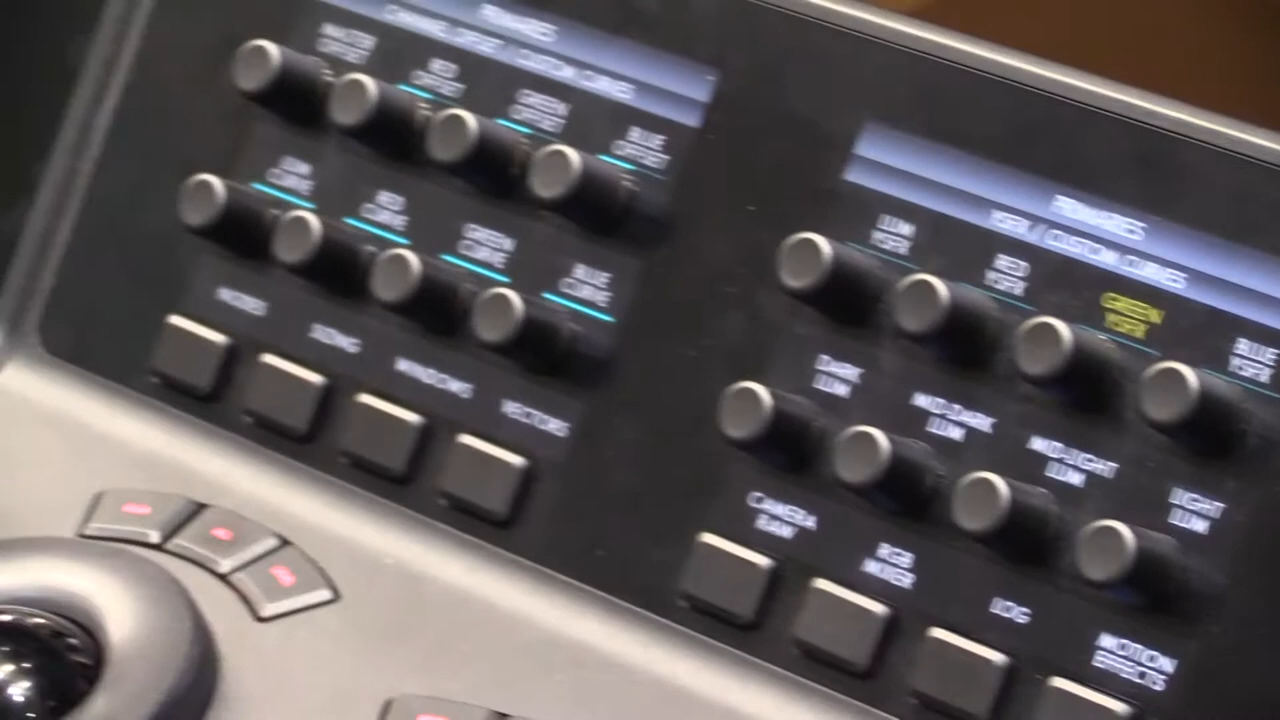 PRIMARIES
CHANNEL OFFSET / CUSTOM CURVES
MASTER
OFFSET
RED
OFFSET
GREEN
OFFSET
BLUE
OFFSET
LUM
CURVE
RED
CURVE
GREEN
CURVE
BLUE
CURVE
NODES
WINDOWS
VECTORS
PRIMARIES
YSFX / CUSTOM CURVES
LUM
YSFX
RED
YSFX
GREEN
YSFX
BLUE
YSFX
DARK
LUM
MID-DARK
LUM
MID-LIGHT
LUM
LIGHT
LUM
CAMERA
RAW
RGB
MIXER
LOG
MOTION
EFFECTS